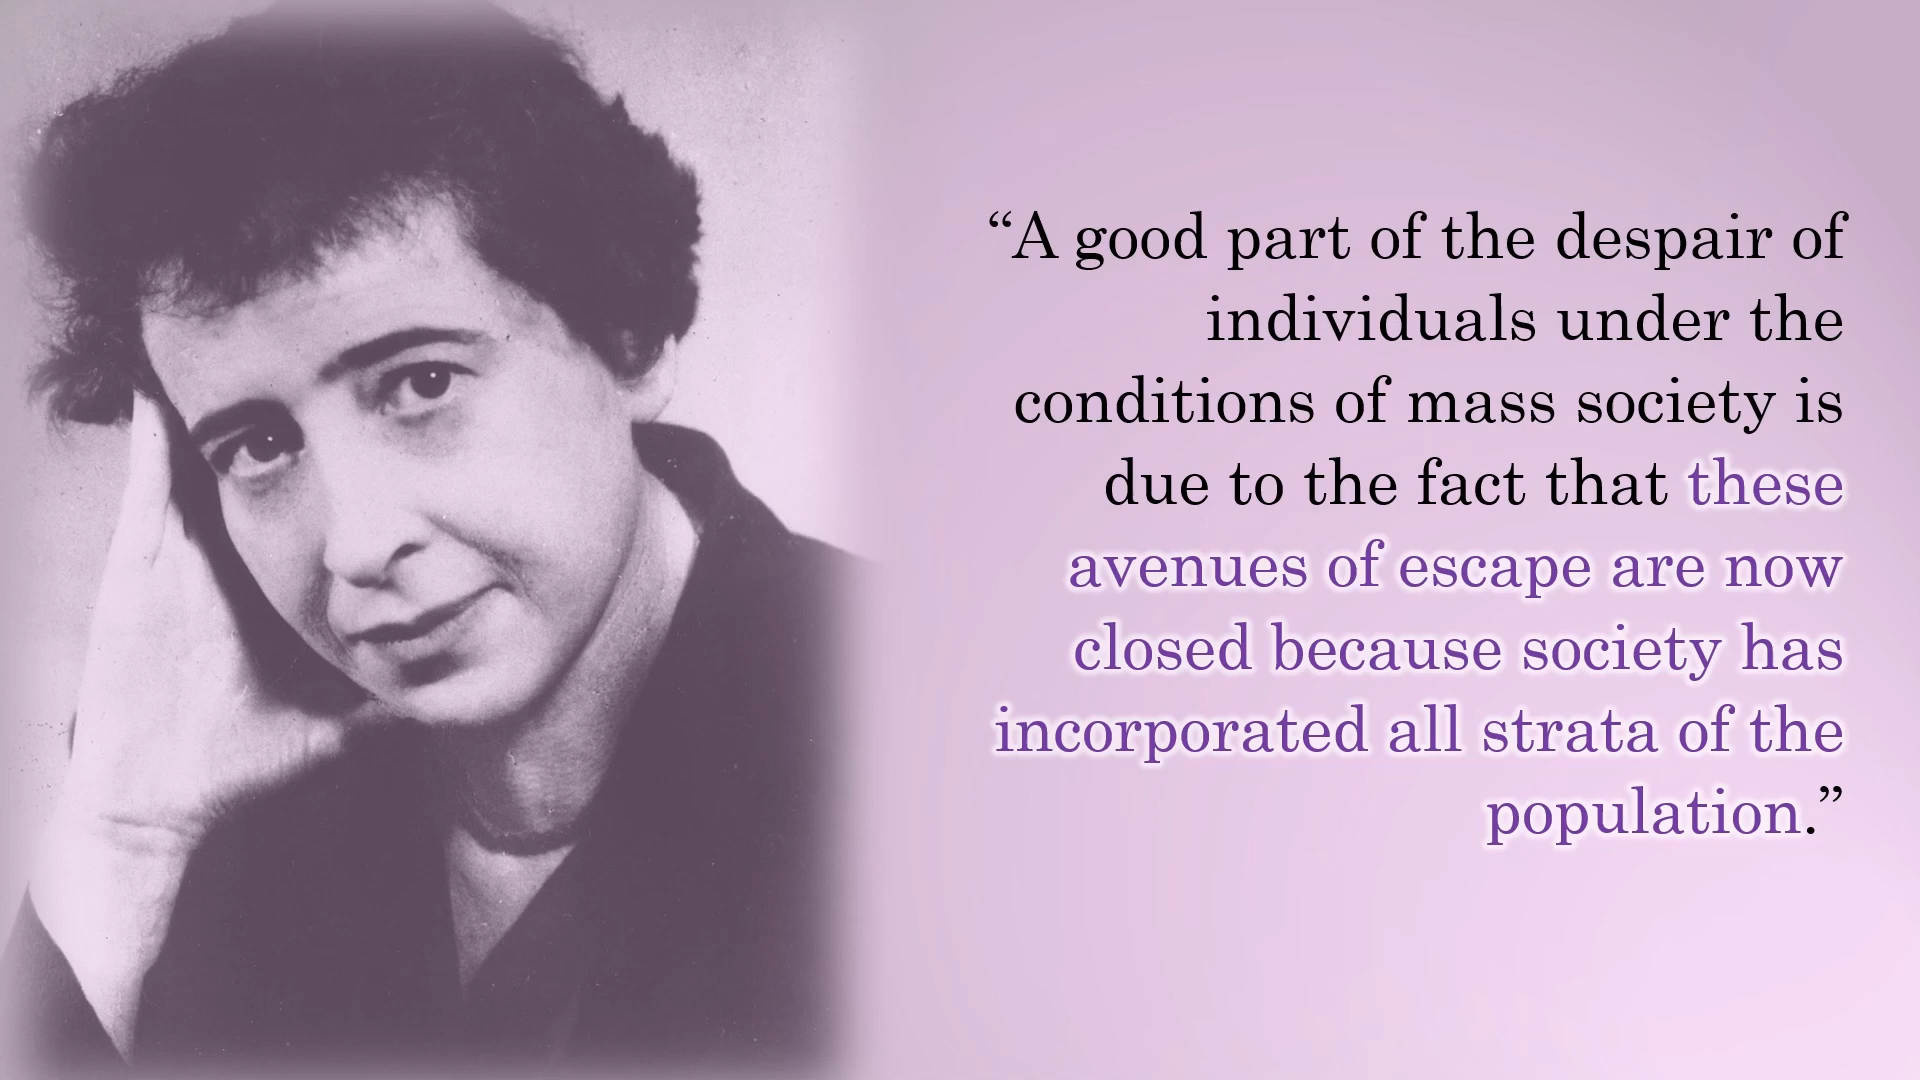 “A good part of the despair of
individuals under the
conditions of mass society is
due to the fact that these
avenues of escape are now
closed because society has
incorporated all strata of the
population.”